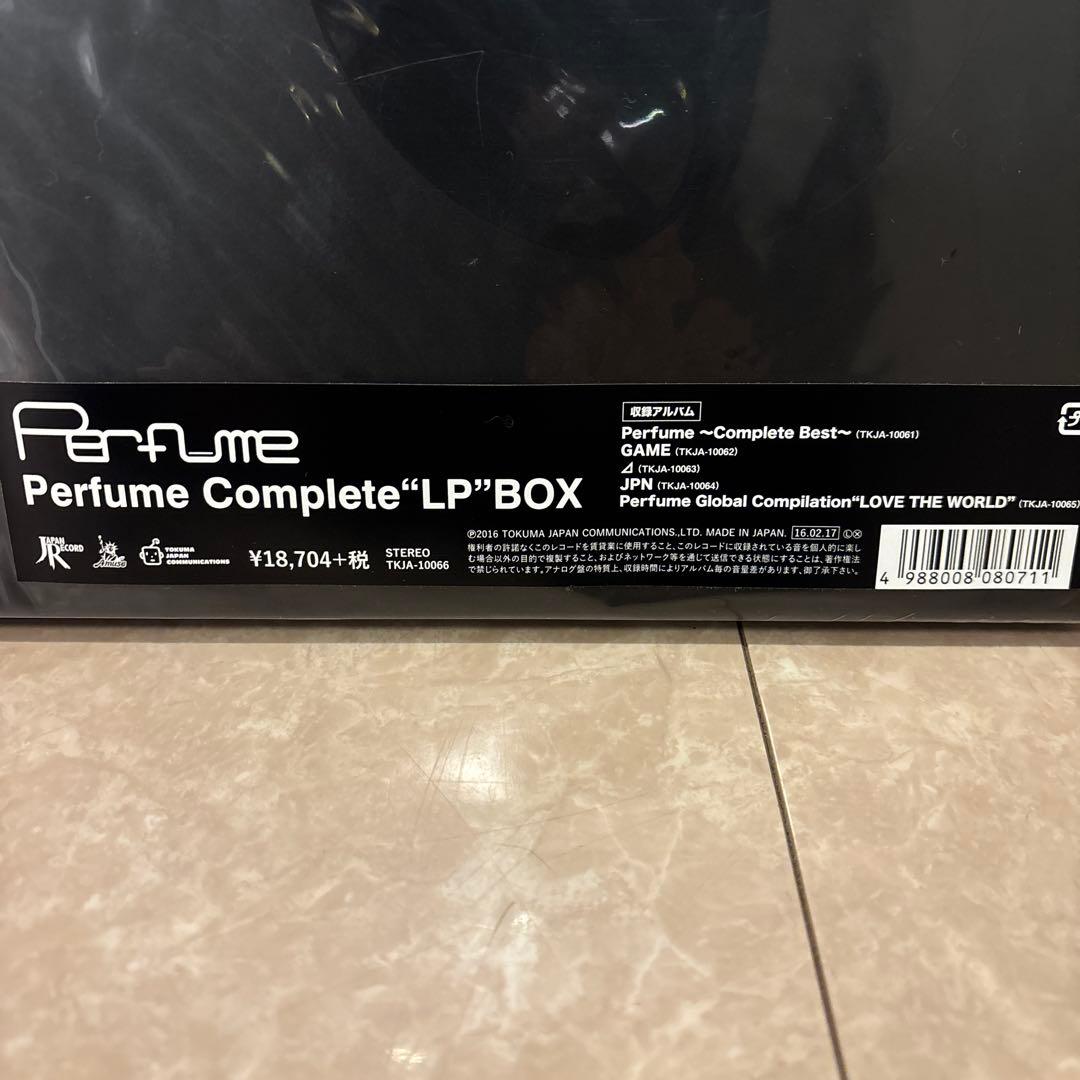 Perfume
Perfume Complete“LP”BOX
JAPAN RECORD
Amuse
TOKUMA
JAPAN
COMMUNICATIONS
¥18,704+税
STEREO
TKJA-10066
収録アルバム
Perfume ～Complete Best～ (TKJA-10061)
GAME (TKJA-10062)
⊿ (TKJA-10063)
JPN (TKJA-10064)
Perfume Global Compilation“LOVE THE WORLD” (TKJA-10065)
Ⓟ2016 TOKUMA JAPAN COMMUNICATIONS.,LTD. MADE IN JAPAN. 16.02.17 ⓁⓍ
権利者の許諾なくこのレコードを賃貸業に使用すること、このレコードに収録されている音を個人的に楽し
む場合以外の目的で複製すること、およびネットワーク等を通じて送信できる状態にすることは、著作権法
で禁じられています。アナログ盤の特質上、収録時間によりアルバム毎の音量差があります、御了承下さい。
4 988008 080711